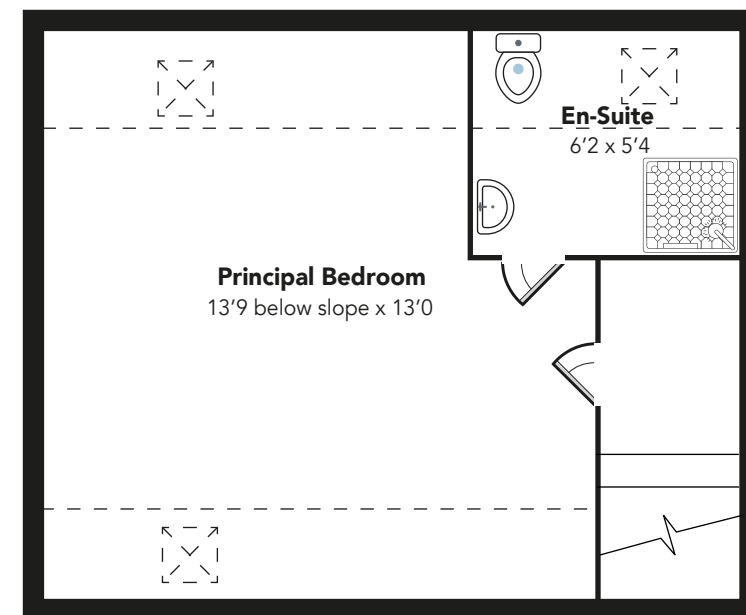 En-Suite
6’2 x 5’4
Principal Bedroom
13’9 below slope x 13’0